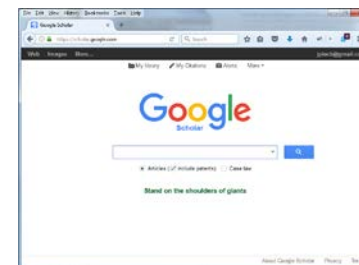 File Edit View History Bookmarks Tools Help
Google Scholar
https://scholar.google.com
Search
Web Images More...
My library My Citations Alerts More
Google
Scholar
Articles (include patents) Case law
Stand on the shoulders of giants
About Google Scholar Privacy